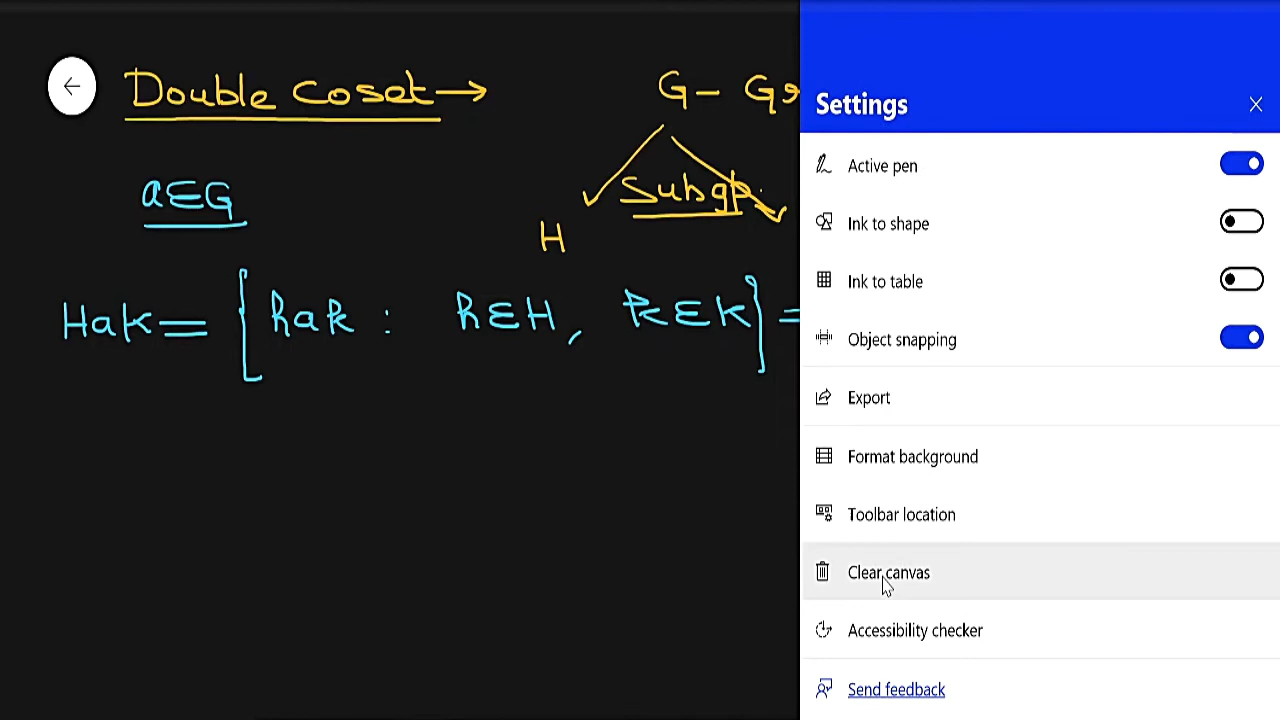 Double Coset → G - Gr
a∈G Subgp.
H
HaK = { hak : h∈H, k∈K } =
Settings
Active pen
Ink to shape
Ink to table
Object snapping
Export
Format background
Toolbar location
Clear canvas
Accessibility checker
Send feedback